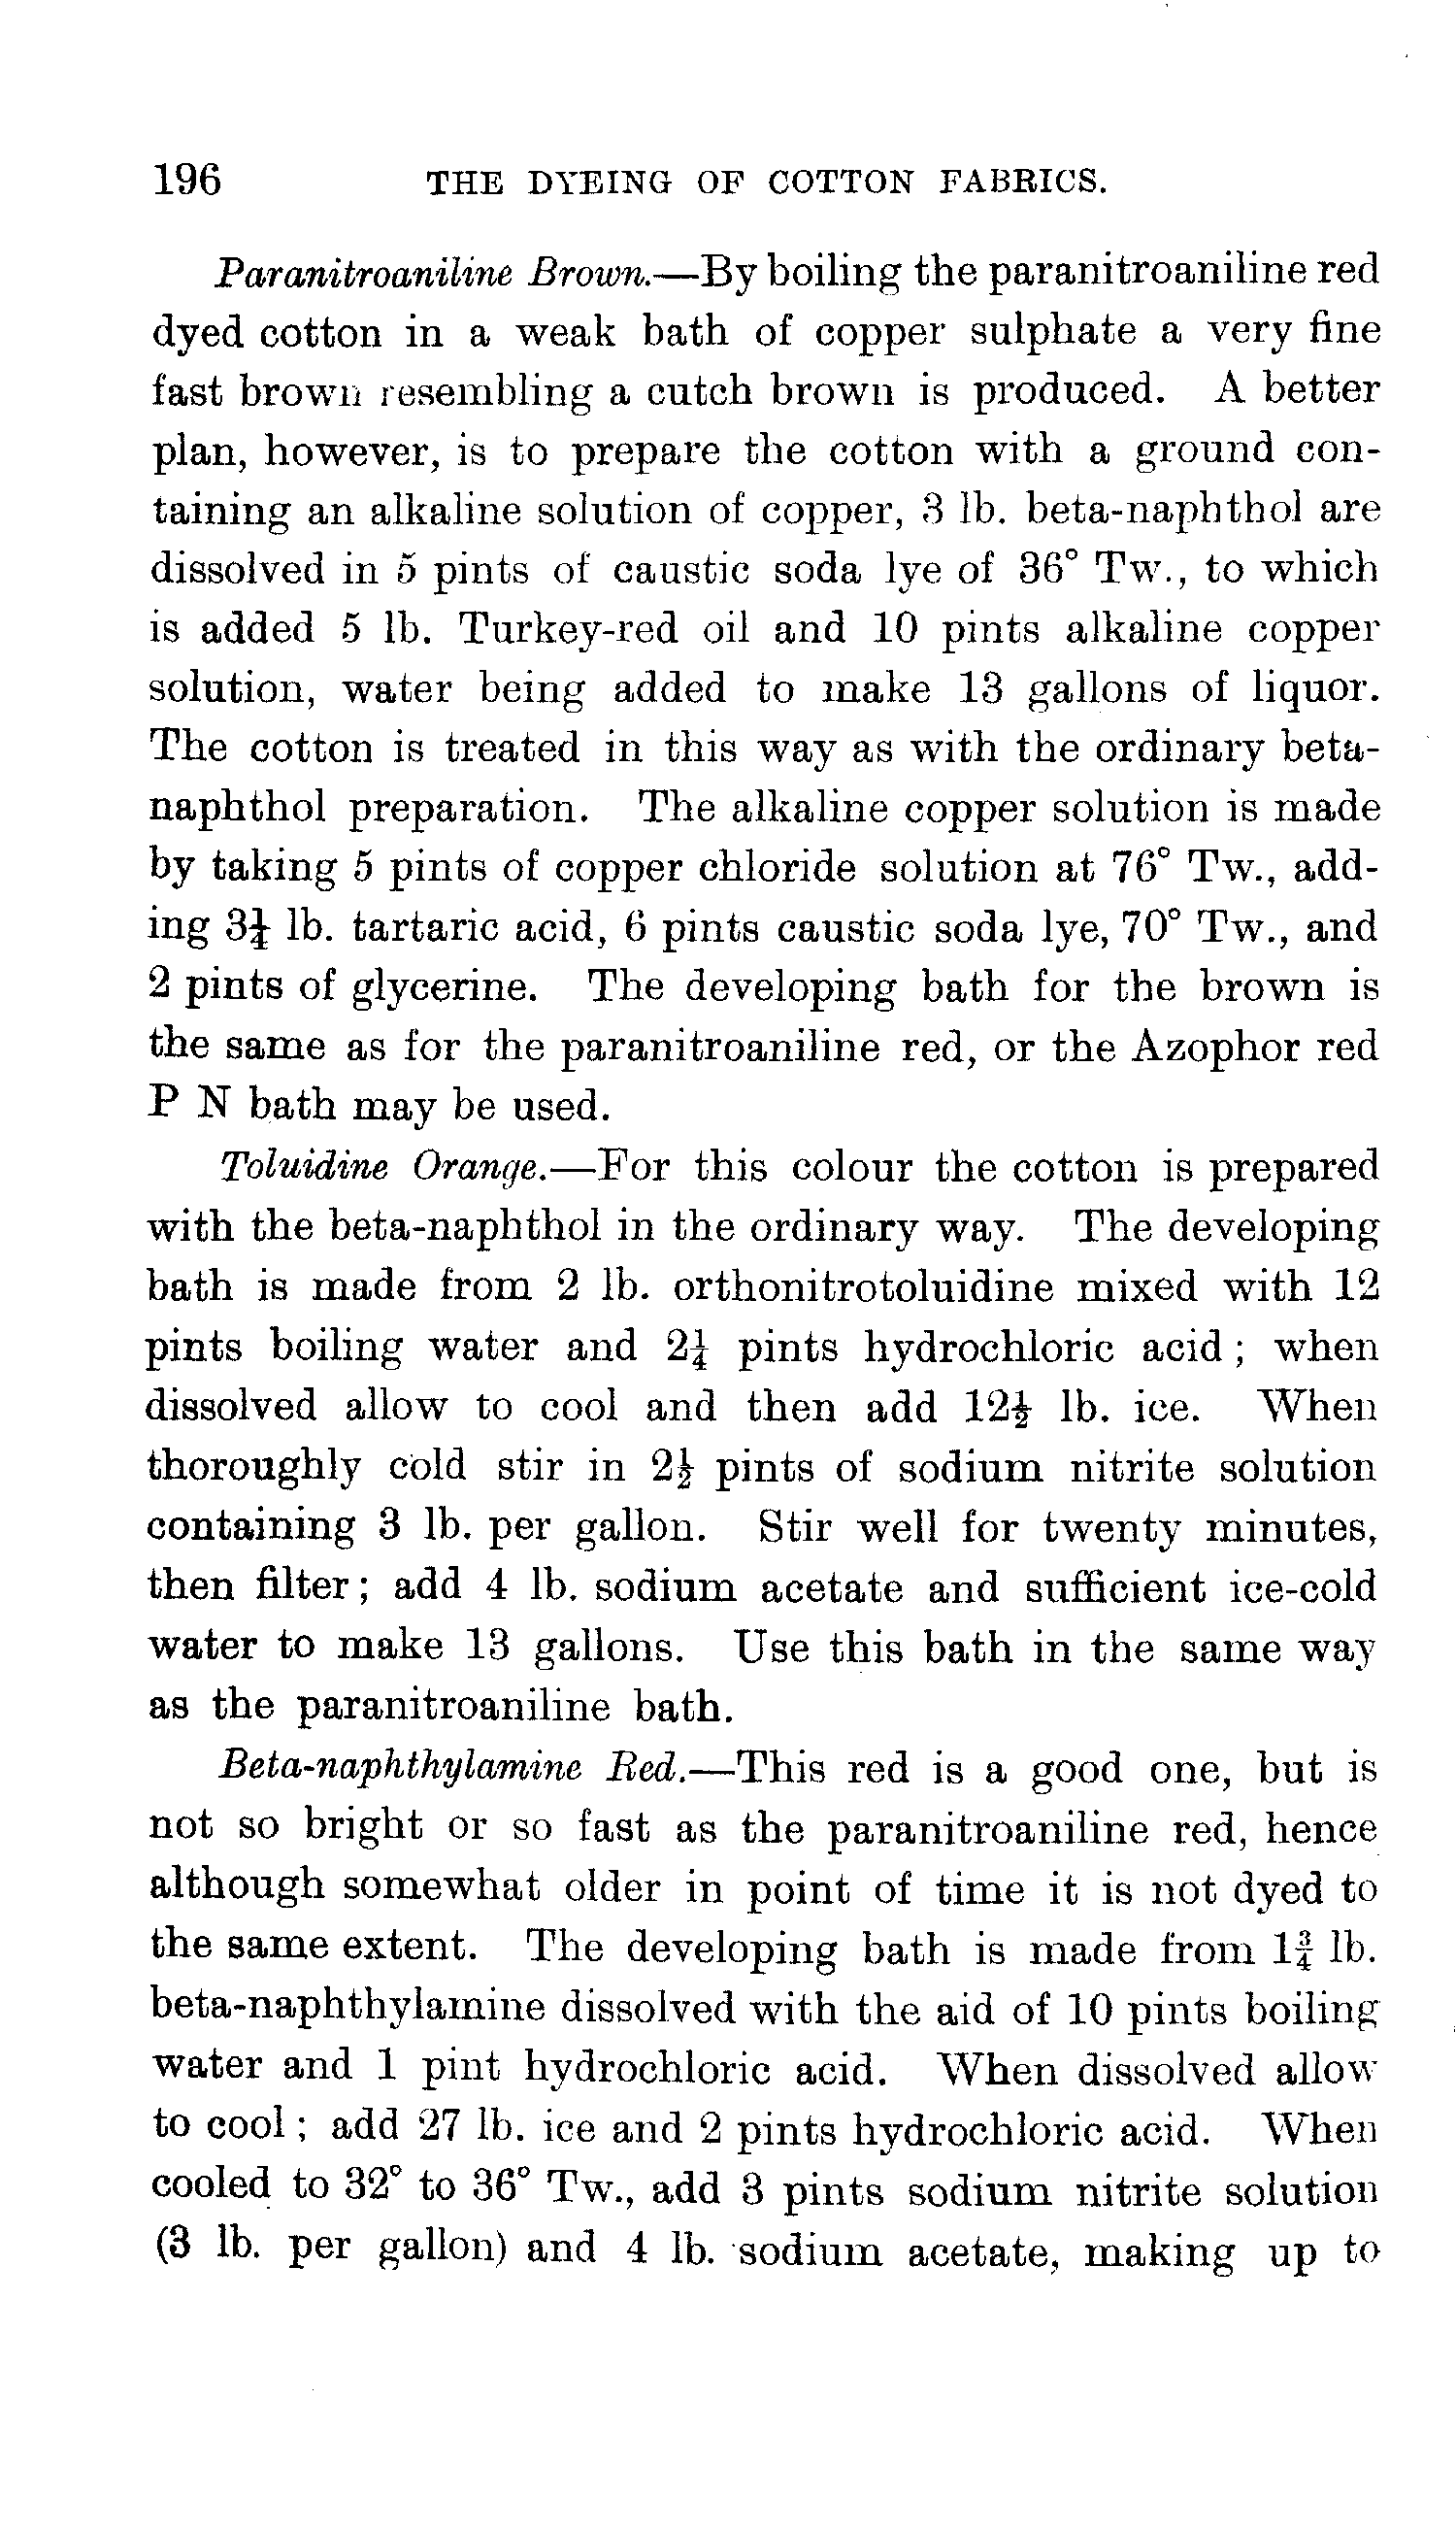 196 THE DYEING OF COTTON FABRICS.
Paranitroaniline Brown.—By boiling the paranitroaniline red
dyed cotton in a weak bath of copper sulphate a very fine
fast brown resembling a cutch brown is produced. A better
plan, however, is to prepare the cotton with a ground con-
taining an alkaline solution of copper, 3 lb. beta-naphthol are
dissolved in 5 pints of caustic soda lye of 36° Tw., to which
is added 5 lb. Turkey-red oil and 10 pints alkaline copper
solution, water being added to make 13 gallons of liquor.
The cotton is treated in this way as with the ordinary beta-
naphthol preparation. The alkaline copper solution is made
by taking 5 pints of copper chloride solution at 76° Tw., add-
ing 3¼ lb. tartaric acid, 6 pints caustic soda lye, 70° Tw., and
2 pints of glycerine. The developing bath for the brown is
the same as for the paranitroaniline red, or the Azophor red
P N bath may be used.
Toluidine Orange.—For this colour the cotton is prepared
with the beta-naphthol in the ordinary way. The developing
bath is made from 2 lb. orthonitrotoluidine mixed with 12
pints boiling water and 2¼ pints hydrochloric acid; when
dissolved allow to cool and then add 12½ lb. ice. When
thoroughly cold stir in 2½ pints of sodium nitrite solution
containing 3 lb. per gallon. Stir well for twenty minutes,
then filter; add 4 lb. sodium acetate and sufficient ice-cold
water to make 13 gallons. Use this bath in the same way
as the paranitroaniline bath.
Beta-naphthylamine Red.—This red is a good one, but is
not so bright or so fast as the paranitroaniline red, hence
although somewhat older in point of time it is not dyed to
the same extent. The developing bath is made from 1¾ lb.
beta-naphthylamine dissolved with the aid of 10 pints boiling
water and 1 pint hydrochloric acid. When dissolved allow
to cool; add 27 lb. ice and 2 pints hydrochloric acid. When
cooled to 32° to 36° Tw., add 3 pints sodium nitrite solution
(3 lb. per gallon) and 4 lb. sodium acetate, making up to